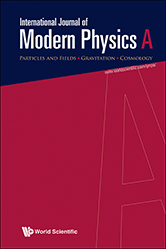 International Journal of
Modern Physics A
PARTICLES AND FIELDS • GRAVITATION • COSMOLOGY
A
World Scientific